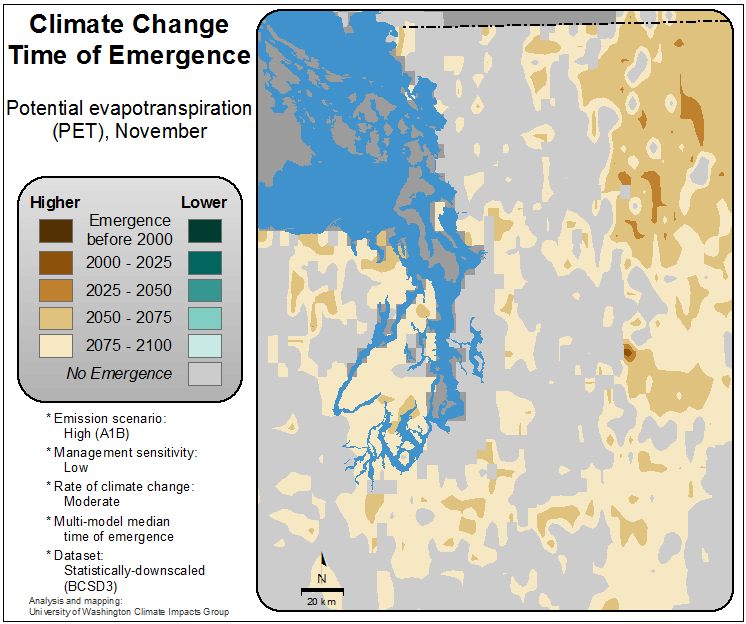 Climate Change
Time of Emergence
Potential evapotranspiration
(PET), November
Higher Lower
Emergence
before 2000
2000 - 2025
2025 - 2050
2050 - 2075
2075 - 2100
No Emergence
* Emission scenario:
High (A1B)
* Management sensitivity:
Low
* Rate of climate change:
Moderate
* Multi-model median
time of emergence
* Dataset:
Statistically-downscaled
(BCSD3)
Analysis and mapping:
University of Washington Climate Impacts Group
N
20 km